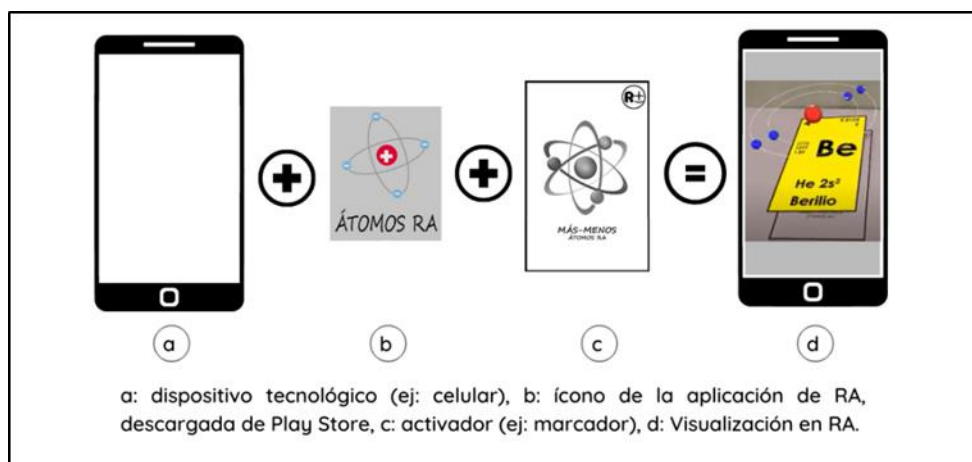 R±
ÁTOMOS RA
MÁS-MENOS
ÁTOMOS RA
Be
He 2s²
Berilio
a
b
c
d
a: dispositivo tecnológico (ej: celular), b: ícono de la aplicación de RA,
descargada de Play Store, c: activador (ej: marcador), d: Visualización en RA.